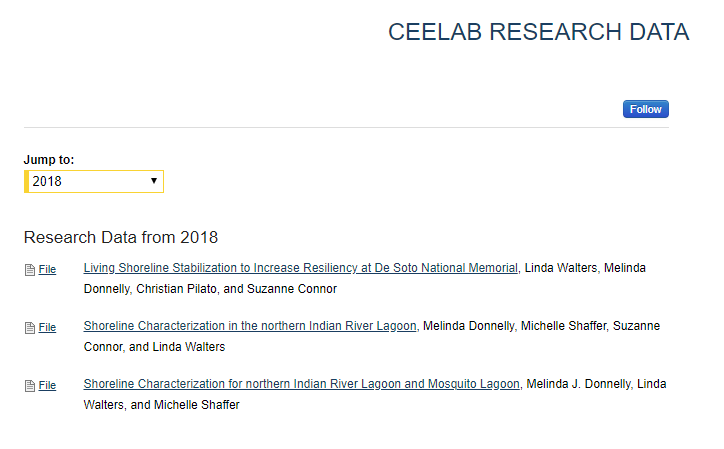 CEELAB RESEARCH DATA
Follow
Jump to:
2018
Research Data from 2018
File
Living Shoreline Stabilization to Increase Resiliency at De Soto National Memorial, Linda Walters, Melinda
Donnelly, Christian Pilato, and Suzanne Connor
File
Shoreline Characterization in the northern Indian River Lagoon, Melinda Donnelly, Michelle Shaffer, Suzanne
Connor, and Linda Walters
File
Shoreline Characterization for northern Indian River Lagoon and Mosquito Lagoon, Melinda J. Donnelly, Linda
Walters, and Michelle Shaffer